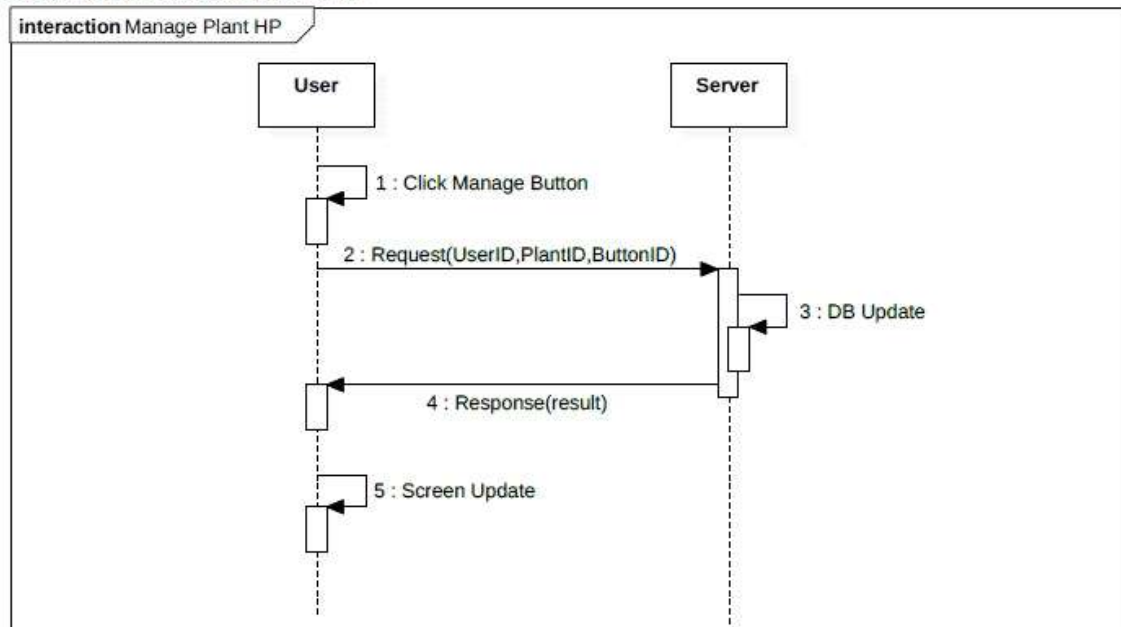 interaction Manage Plant HP
User
Server
1 : Click Manage Button
2 : Request(UserID,PlantID,ButtonID)
3 : DB Update
4 : Response(result)
5 : Screen Update